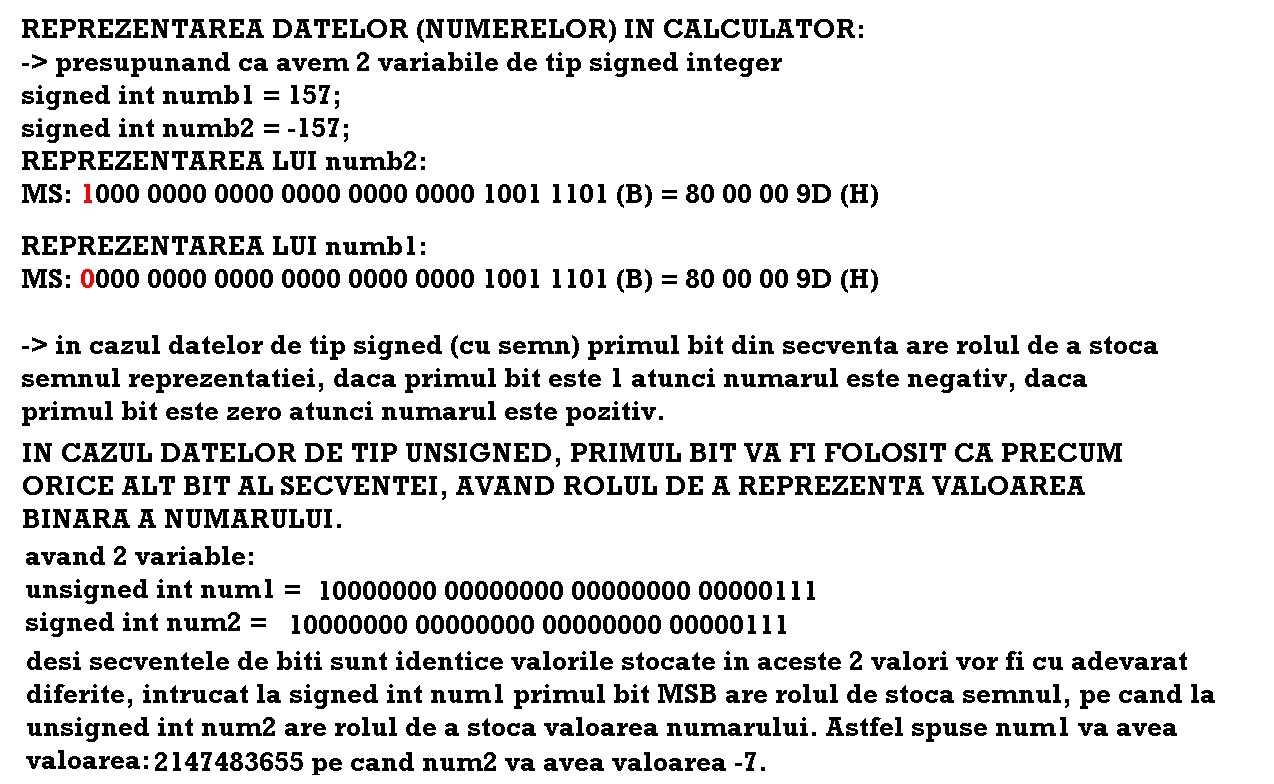 REPREZENTAREA DATELOR (NUMERELOR) IN CALCULATOR:
-> presupunand ca avem 2 variabile de tip signed integer
signed int numb1 = 157;
signed int numb2 = -157;
REPREZENTAREA LUI numb2:
MS: 1000 0000 0000 0000 0000 0000 1001 1101 (B) = 80 00 00 9D (H)
REPREZENTAREA LUI numb1:
MS: 0000 0000 0000 0000 0000 0000 1001 1101 (B) = 80 00 00 9D (H)
-> in cazul datelor de tip signed (cu semn) primul bit din secventa are rolul de a stoca
semnul reprezentatiei, daca primul bit este 1 atunci numarul este negativ, daca
primul bit este zero atunci numarul este pozitiv.
IN CAZUL DATELOR DE TIP UNSIGNED, PRIMUL BIT VA FI FOLOSIT CA PRECUM
ORICE ALT BIT AL SECVENTEI, AVAND ROLUL DE A REPREZENTA VALOAREA
BINARA A NUMARULUI.
avand 2 variable:
unsigned int num1 = 10000000 00000000 00000000 00000111
signed int num2 = 10000000 00000000 00000000 00000111
desi secventele de biti sunt identice valorile stocate in aceste 2 valori vor fi cu adevarat
diferite, intrucat la signed int num1 primul bit MSB are rolul de stoca semnul, pe cand la
unsigned int num2 are rolul de a stoca valoarea numarului. Astfel spuse num1 va avea
valoarea: 2147483655 pe cand num2 va avea valoarea -7.